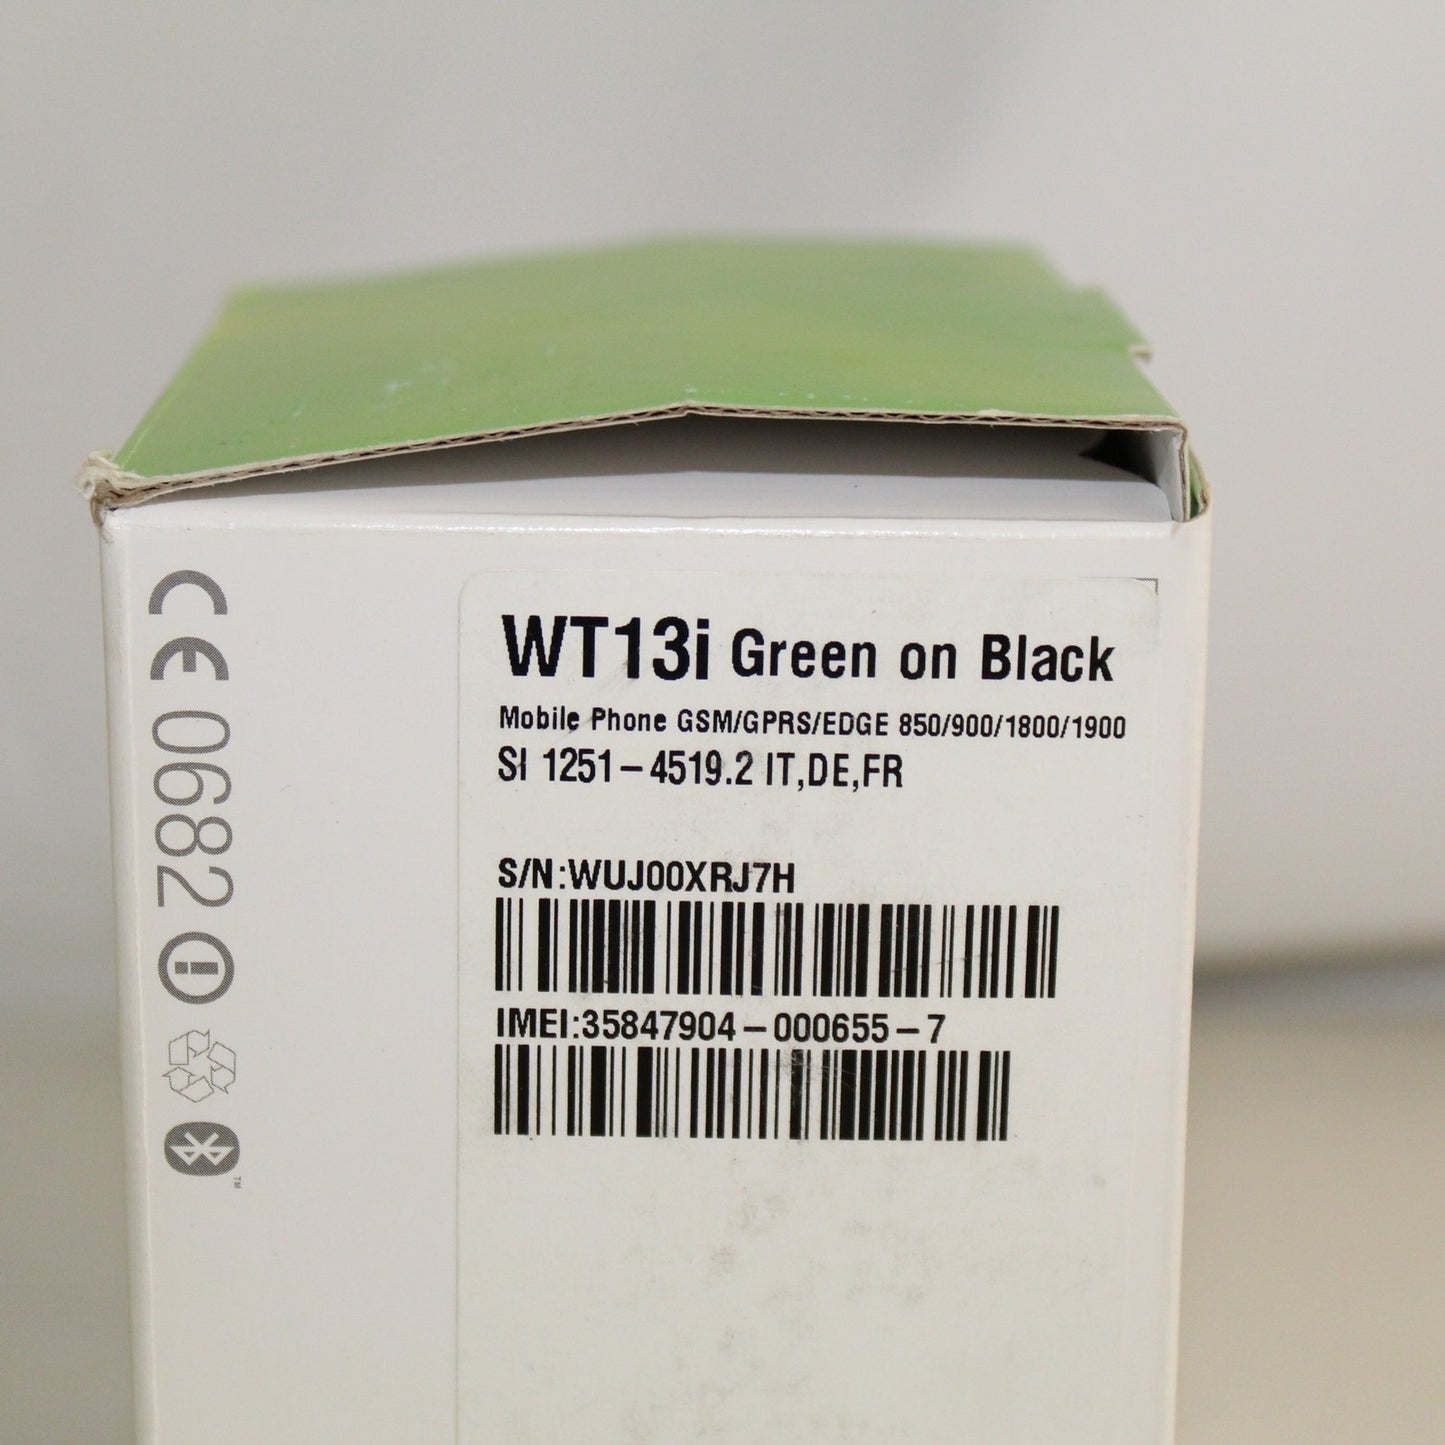 WT13i Green on Black
Mobile Phone GSM/GPRS/EDGE 850/900/1800/1900
SI 1251-4519.2 IT,DE,FR
S/N:WUJ00XRJ7H
IMEI:35847904-000655-7
CE 0682
TM